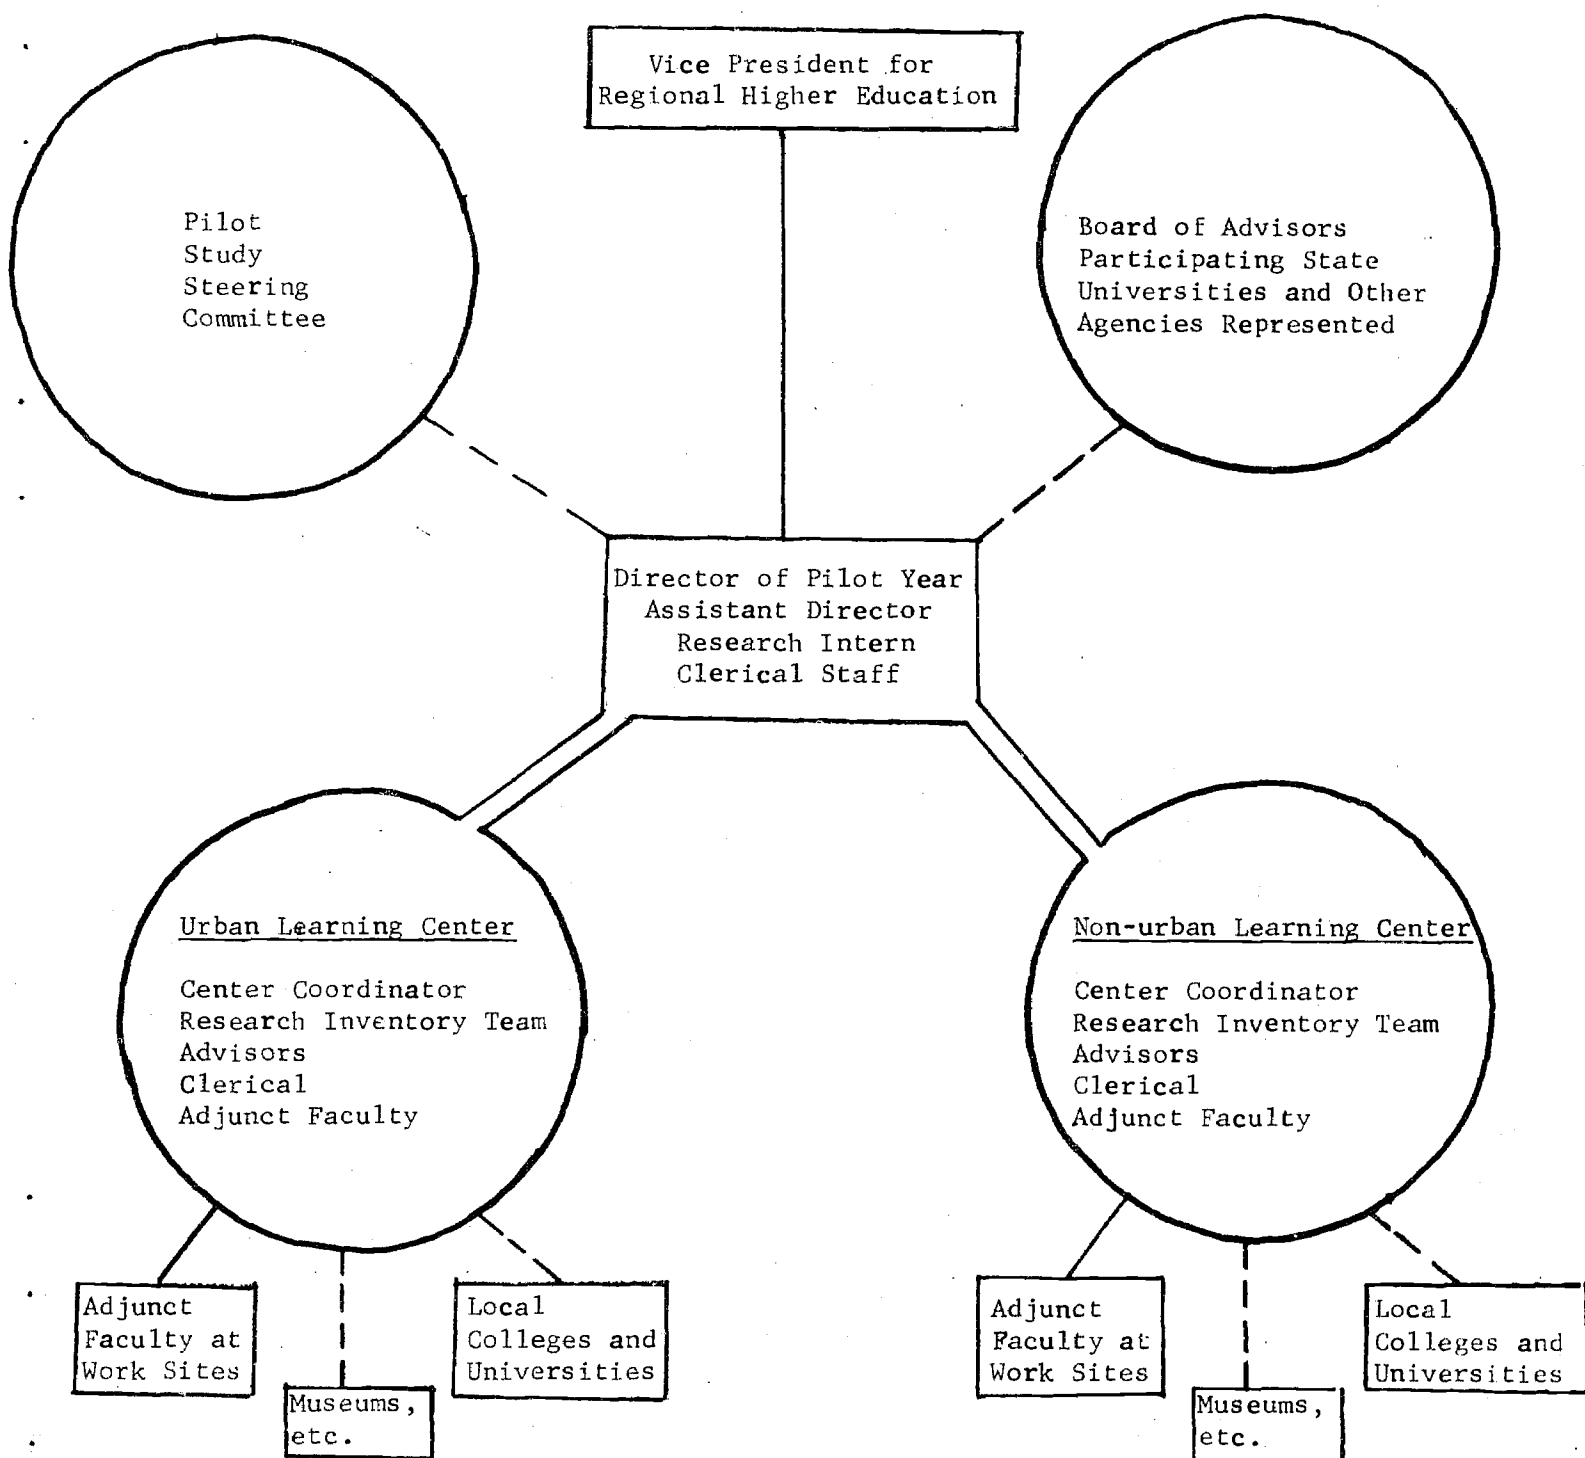 Vice President for
Regional Higher Education
Pilot
Study
Steering
Committee
Board of Advisors
Participating State
Universities and Other
Agencies Represented
Director of Pilot Year
Assistant Director
Research Intern
Clerical Staff
Urban Learning Center
Center Coordinator
Research Inventory Team
Advisors
Clerical
Adjunct Faculty
Non-urban Learning Center
Center Coordinator
Research Inventory Team
Advisors
Clerical
Adjunct Faculty
Adjunct
Faculty at
Work Sites
Museums,
etc.
Local
Colleges and
Universities
Adjunct
Faculty at
Work Sites
Museums,
etc.
Local
Colleges and
Universities